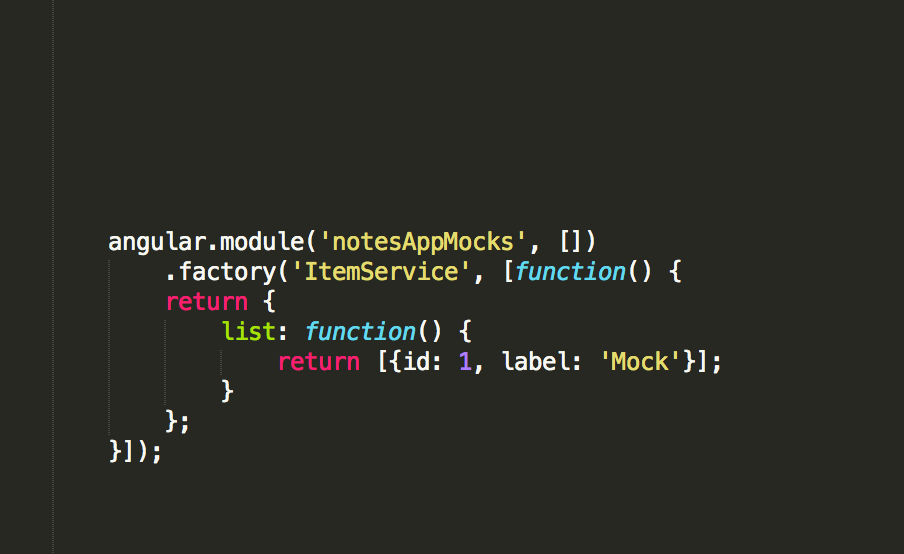 angular.module('notesAppMocks', [])
    .factory('ItemService', [function() {
    return {
        list: function() {
            return [{id: 1, label: 'Mock'}];
        }
    };
}]);